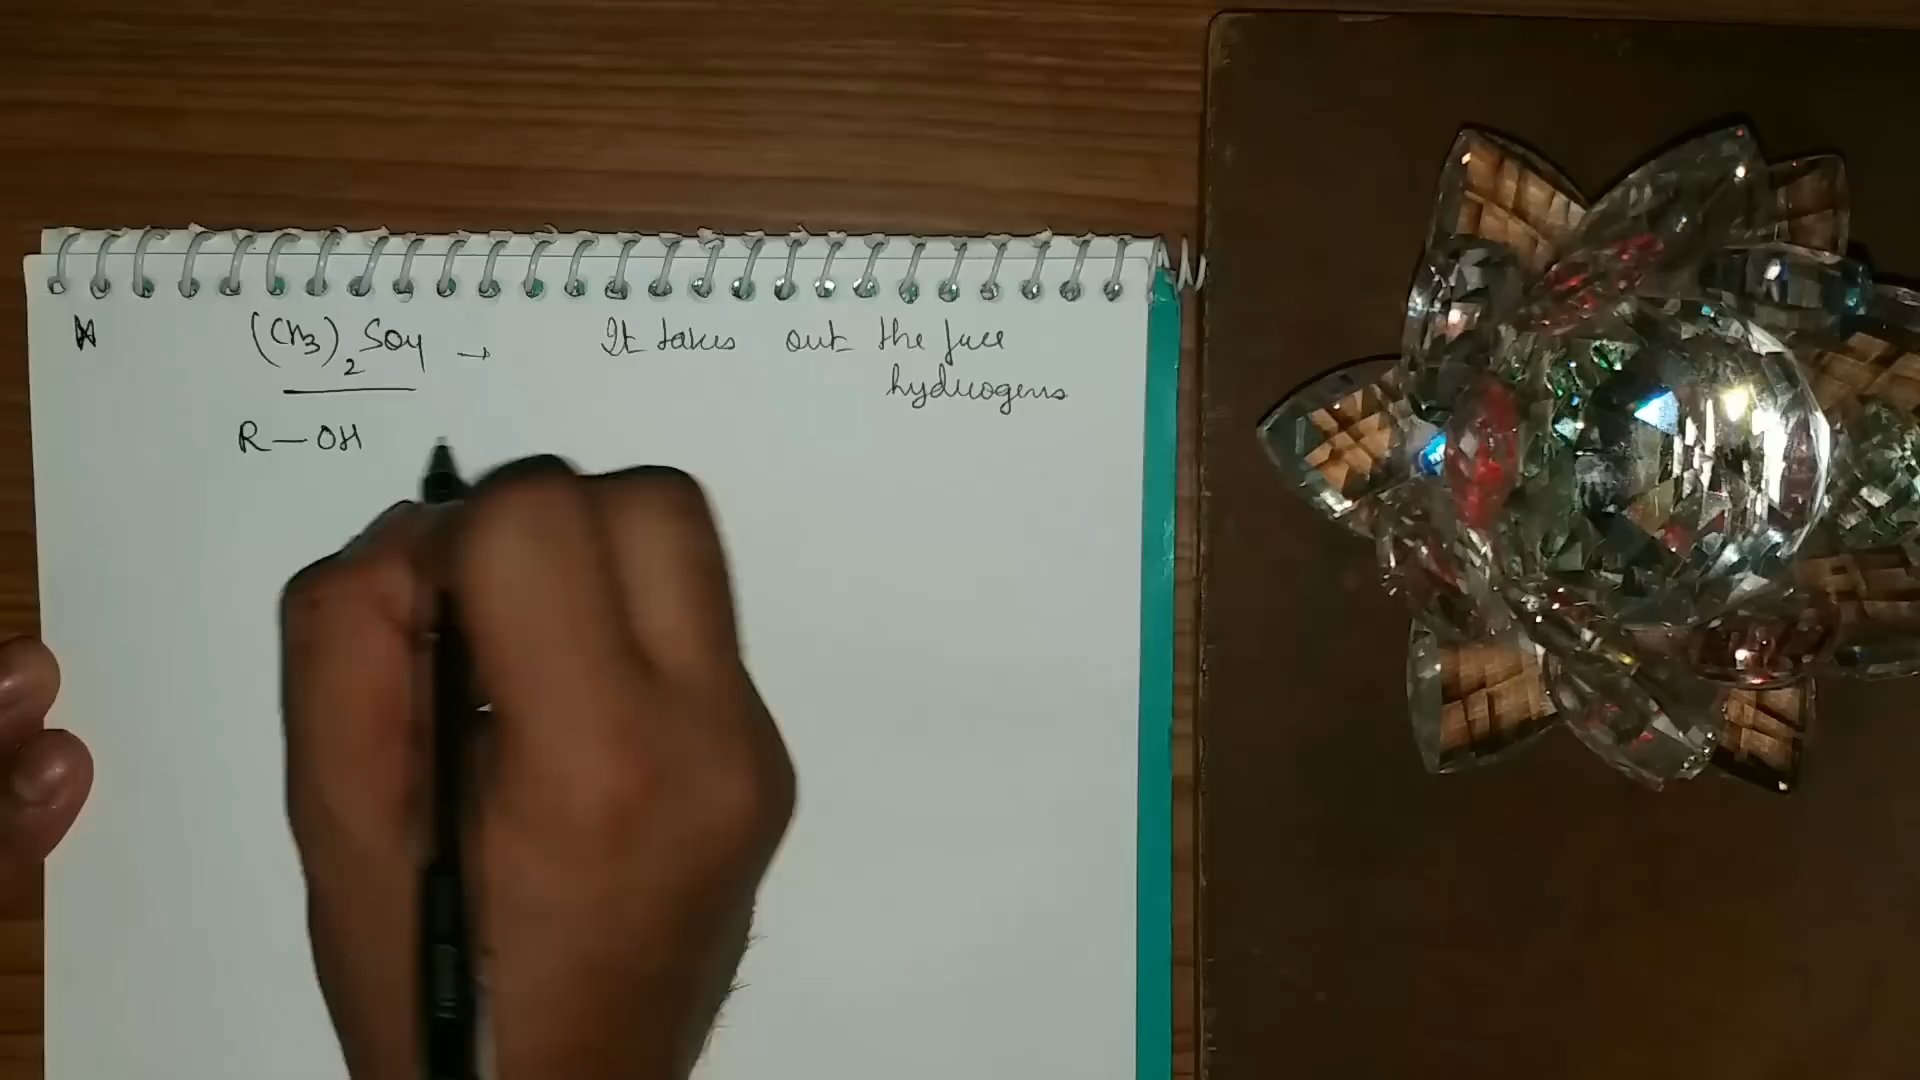 (CH3)2SO4 → It takes out the free
hydrogens
R—OH